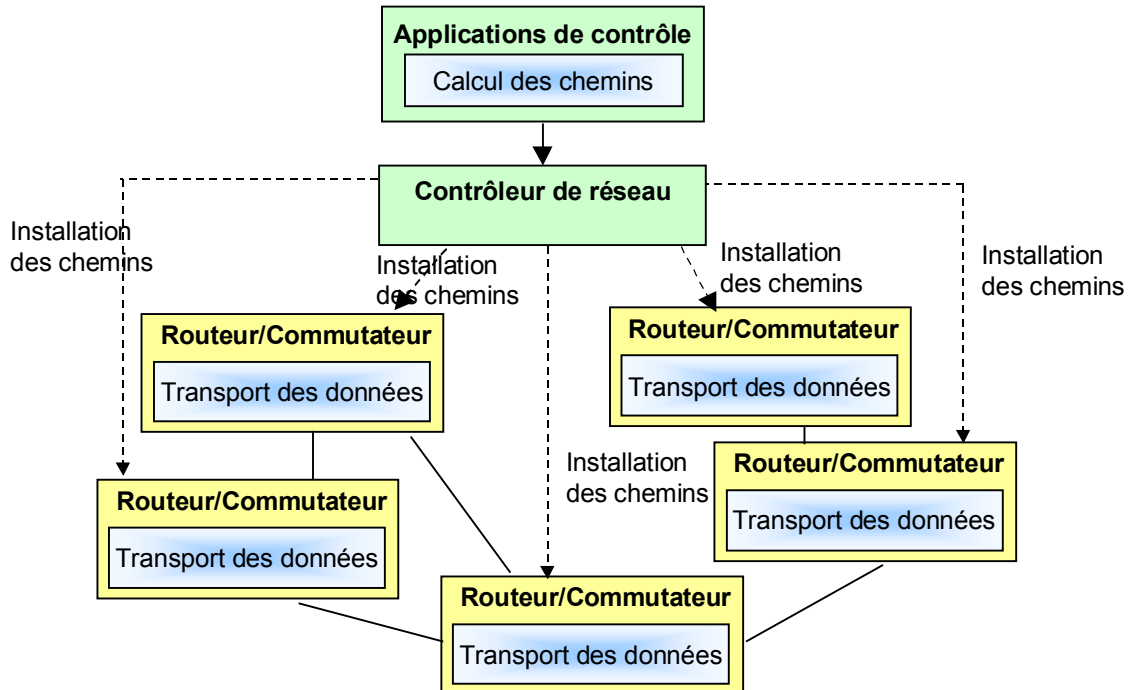 Applications de contrôle
Calcul des chemins
Contrôleur de réseau
Installation
des chemins
Installation
des chemins
Installation
des chemins
Installation
des chemins
Routeur/Commutateur
Transport des données
Routeur/Commutateur
Transport des données
Installation
des chemins
Routeur/Commutateur
Transport des données
Routeur/Commutateur
Transport des données
Routeur/Commutateur
Transport des données